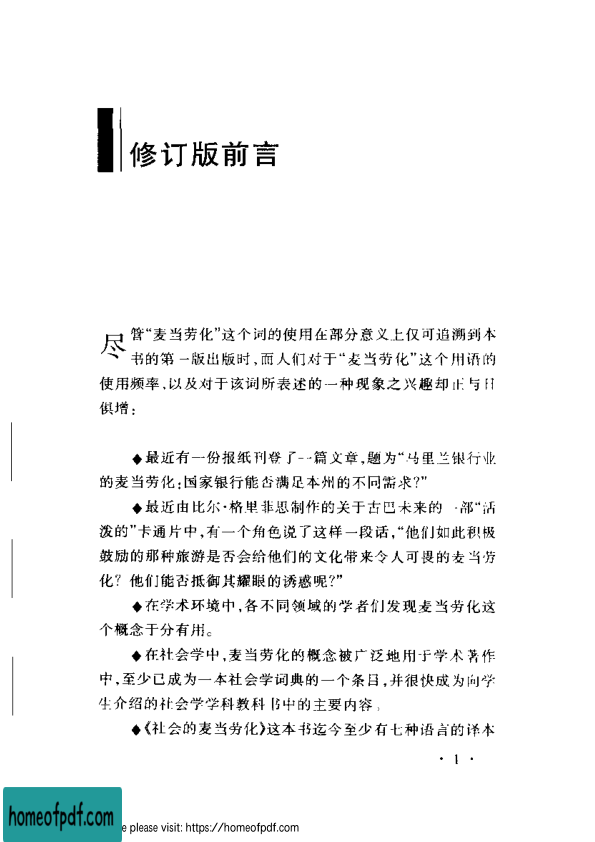 修订版前言
尽管“麦当劳化”这个词的使用在部分意义上仅可追溯到本
书的第一版出版时,而人们对于“麦当劳化”这个用语的
使用频率,以及对于该词所表述的一种现象之兴趣却正与日
俱增:
◆最近有一份报纸刊登了一篇文章,题为“马里兰银行业
的麦当劳化:国家银行能否满足本州的不同需求?”
◆最近由比尔·格里菲思制作的关于古巴未来的一部“活
泼的”卡通片中,有一个角色说了这样一段话,“他们如此积极
鼓励的那种旅游是否会给他们的文化带来令人可畏的麦当劳
化? 他们能否抵御其耀眼的诱惑呢?”
◆在学术环境中,各不同领域的学者们发现麦当劳化这
个概念十分有用。
◆在社会学中,麦当劳化的概念被广泛地用于学术著作
中,至少已成为一本社会学词典的一个条目,并很快成为向学
生介绍的社会学学科教科书中的主要内容。
◆《社会的麦当劳化》这本书迄今至少有七种语言的译本
· 1 ·
homeofpdf.com
e please visit: https://homeofpdf.com